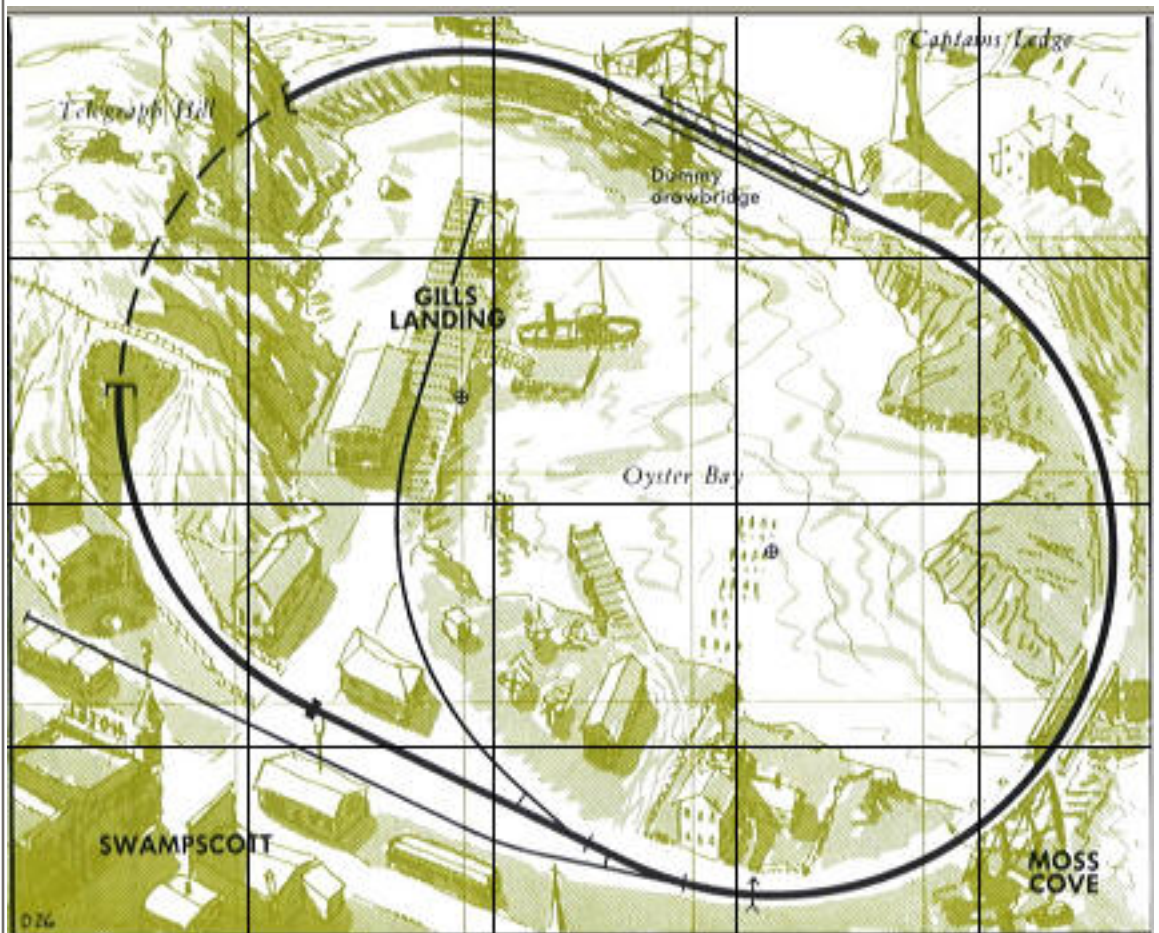 Captains Ledge
Telegraph Hill
Dummy
drawbridge
GILLS
LANDING
Oyster Bay
SWAMPSCOTT
MOSS
COVE
D26